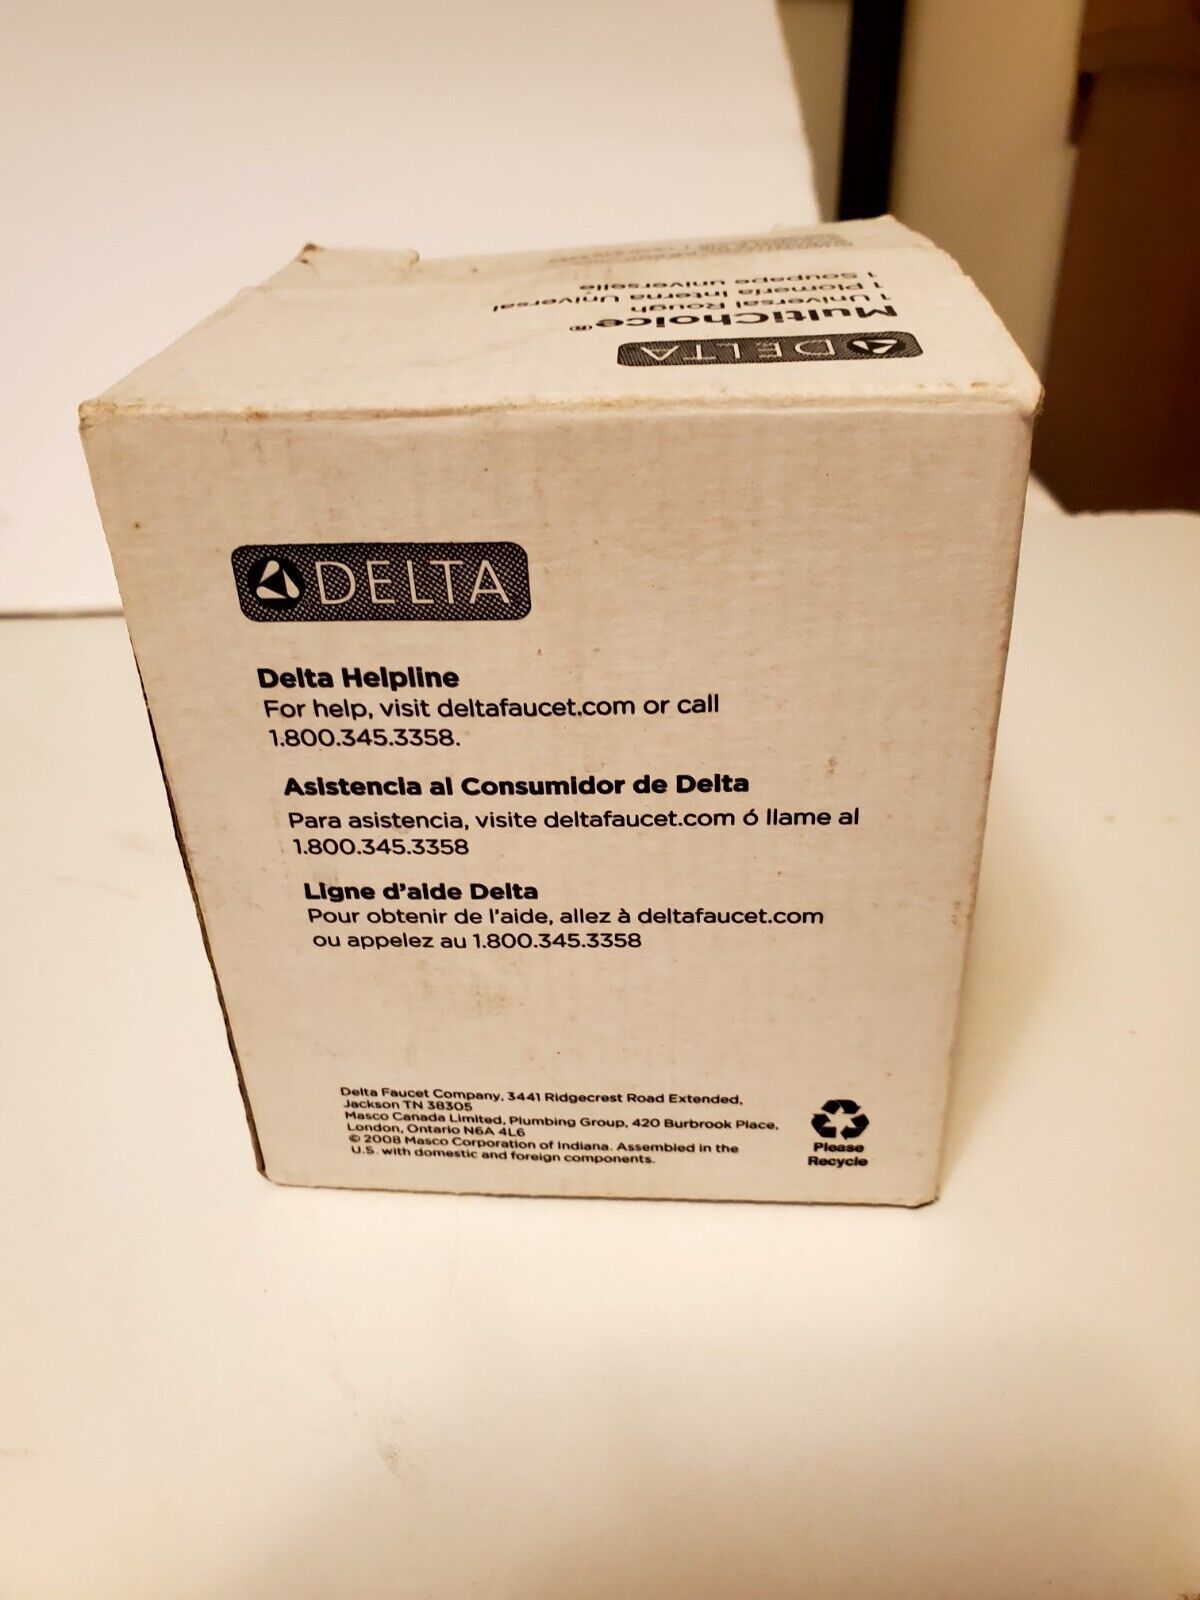 DELTA
MultiChoice®
1 Universal Rough
1 Plomería Interna Universal
1 Soupape universelle
DELTA
Delta Helpline
For help, visit deltafaucet.com or call
1.800.345.3358.
Asistencia al Consumidor de Delta
Para asistencia, visite deltafaucet.com ó llame al
1.800.345.3358
Ligne d'aide Delta
Pour obtenir de l'aide, allez à deltafaucet.com
ou appelez au 1.800.345.3358
Delta Faucet Company, 3441 Ridgecrest Road Extended,
Jackson TN 38305
Masco Canada Limited, Plumbing Group, 420 Burbrook Place,
London, Ontario N6A 4L6
© 2008 Masco Corporation of Indiana. Assembled in the
U.S. with domestic and foreign components.
Please
Recycle